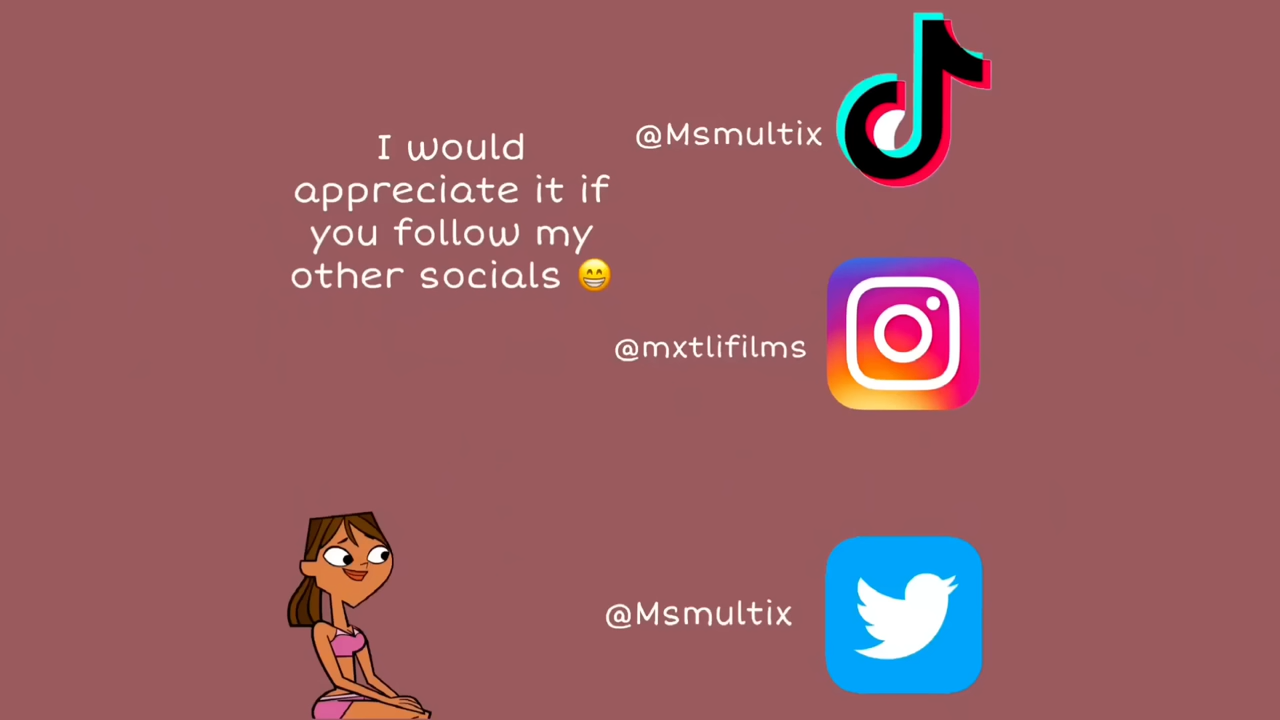 I would
appreciate it if
you follow my
other socials 😁
@Msmultix
@mxtlifilms
@Msmultix